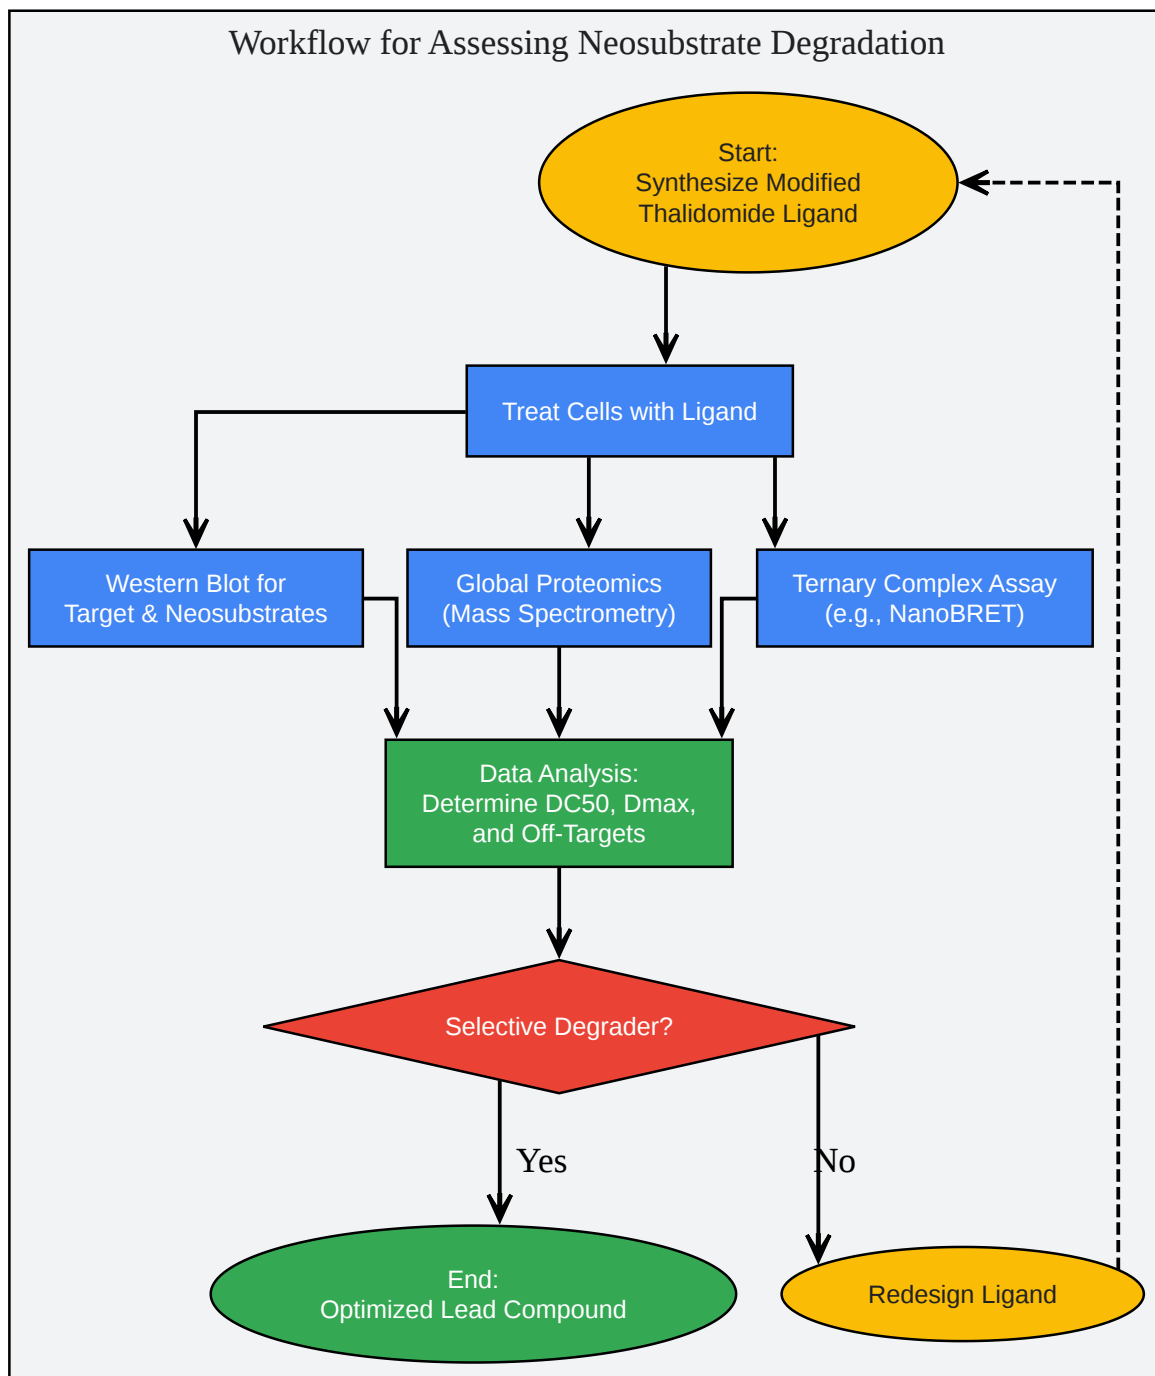 Workflow for Assessing Neosubstrate Degradation
Start:
Synthesize Modified
Thalidomide Ligand
Treat Cells with Ligand
Western Blot for
Target & Neosubstrates
Global Proteomics
(Mass Spectrometry)
Ternary Complex Assay
(e.g., NanoBRET)
Data Analysis:
Determine DC50, Dmax,
and Off-Targets
Selective Degrader?
Yes
No
End:
Optimized Lead Compound
Redesign Ligand